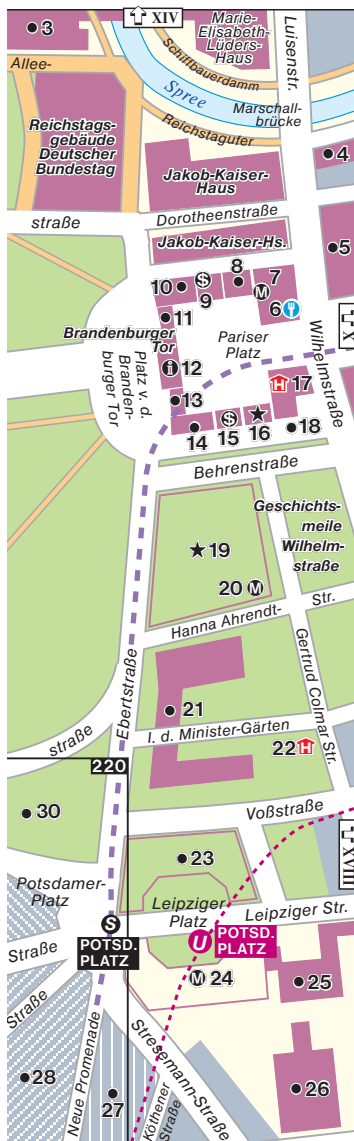 XIV
3
Marie-
Elisabeth-
Lüders-
Haus
Luisenstr.
Allee-
Schiffbauerdamm
Spree
Marschall-
brücke
Reichstagufer
Reichstags-
gebäude
Deutscher
Bundestag
4
Jakob-Kaiser-
Haus
straße
Dorotheenstraße
Jakob-Kaiser-Hs.
5
10
S
9
8
7
M
6
11
Brandenburger
Tor
Pariser
Platz
Wilhelmstraße
X
Platz v. d.
Branden-
burger Tor
i
12
H
17
13
14
S
15
16
18
Behrenstraße
Geschichts-
meile
Wilhelm-
straße
19
20
M
Hanna Ahrendt-
Str.
Ebertstraße
Gertrud Colmar Str.
21
I. d. Minister-Gärten
22
H
straße
220
30
Voßstraße
XVIII
23
Potsdamer-
Platz
Leipziger
Platz
Leipziger Str.
S
POTSD.
PLATZ
U
POTSD.
PLATZ
Straße
M
24
25
Straße
Neue Promenade
Stresemann-Straße
28
27
Köthener
Straße
26